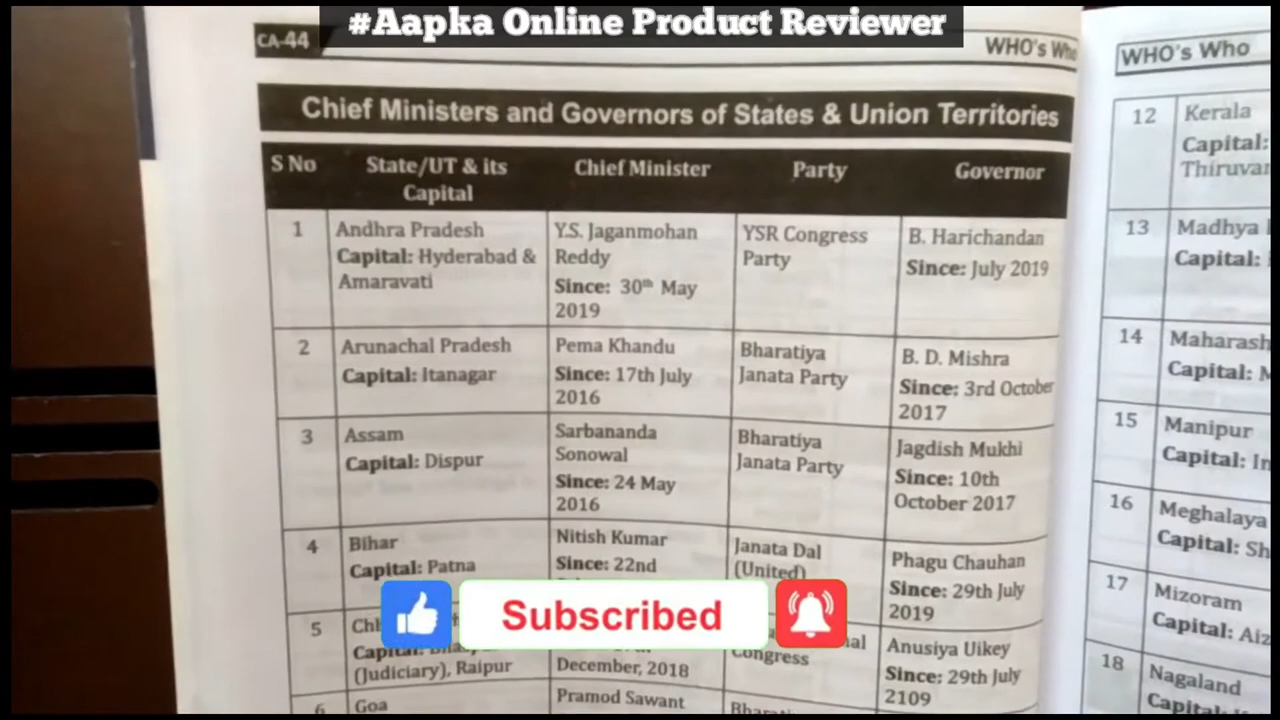 #Aapka Online Product Reviewer
CA-44
WHO's Who
Chief Ministers and Governors of States & Union Territories
S No
State/UT & its
Capital
Chief Minister
Party
Governor
1
Andhra Pradesh
Capital: Hyderabad &
Amaravati
Y.S. Jaganmohan
Reddy
Since: 30th May
2019
YSR Congress
Party
B. Harichandan
Since: July 2019
2
Arunachal Pradesh
Capital: Itanagar
Pema Khandu
Since: 17th July
2016
Bharatiya
Janata Party
B. D. Mishra
Since: 3rd October
2017
3
Assam
Capital: Dispur
Sarbananda
Sonowal
Since: 24 May
2016
Bharatiya
Janata Party
Jagdish Mukhi
Since: 10th
October 2017
4
Bihar
Capital: Patna
Nitish Kumar
Since: 22nd
Janata Dal
(United)
Phagu Chauhan
Since: 29th July
2019
5
Capital:
(Judiciary), Raipur
December, 2018
Congress
Anusiya Uikey
Since: 29th July
2109
6
Goa
Pramod Sawant
Subscribed
WHO's Who
12
Kerala
Capital:
13
Madhya
Capital:
14
Capital:
15
Manipur
Capital:
16
Meghalaya
Capital:
17
Mizoram
Capital:
18
Nagaland